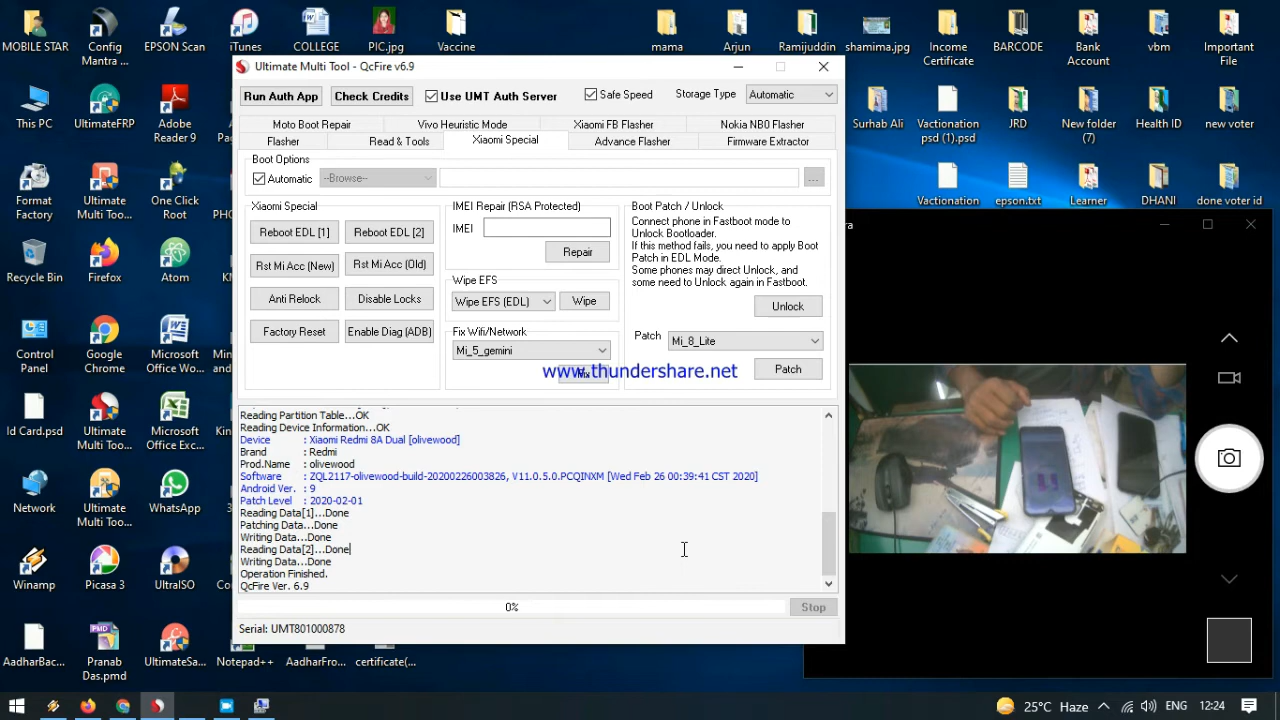 MOBILE STAR
Config
Mantra ...
EPSON Scan
iTunes
COLLEGE
PIC.jpg
Vaccine
mama
Arjun
Ramijuddin
shamima.jpg
Income
Certificate
BARCODE
Bank
Account
vbm
Important
File
This PC
UltimateFRP
Adobe
Reader 9
Surhab Ali
Vactionation
psd (1).psd
JRD
New folder
(7)
Health ID
new voter
Format
Factory
Ultimate
Multi Too...
One Click
Root
Vactionation
epson.txt
Learner
DHANI
done voter id
Recycle Bin
Firefox
Atom
Control
Panel
Google
Chrome
Microsoft
Office Wo...
Id Card.psd
Ultimate
Multi Too...
Microsoft
Office Exc...
Network
Ultimate
Multi Too...
WhatsApp
Winamp
Picasa 3
UltraISO
AadharBac...
Pranab
Das.pmd
UltimateSa...
Notepad++
AadharFro...
certificate(...
Ultimate Multi Tool - QcFire v6.9
Run Auth App
Check Credits
Use UMT Auth Server
Safe Speed
Storage Type
Automatic
Moto Boot Repair
Vivo Heuristic Mode
Xiaomi FB Flasher
Nokia NB0 Flasher
Flasher
Read & Tools
Xiaomi Special
Advance Flasher
Firmware Extractor
Boot Options
Automatic
--Browse--
...
Xiaomi Special
Reboot EDL [1]
Reboot EDL [2]
Rst Mi Acc (New)
Rst Mi Acc (Old)
Anti Relock
Disable Locks
Factory Reset
Enable Diag (ADB)
IMEI Repair (RSA Protected)
IMEI
Repair
Wipe EFS
Wipe EFS (EDL)
Wipe
Fix Wifi/Network
Mi_5_gemini
Boot Patch / Unlock
Connect phone in Fastboot mode to
Unlock Bootloader.
If this method fails, you need to apply Boot
Patch in EDL Mode.
Some phones may direct Unlock, and
some need to Unlock again in Fastboot.
Unlock
Patch
Mi_8_Lite
Patch
www.thundershare.net
Reading Partition Table...OK
Reading Device Information...OK
Device : Xiaomi Redmi 8A Dual [olivewood]
Brand : Redmi
Prod.Name : olivewood
Software : ZQL2117-olivewood-build-20200226003826, V11.0.5.0.PCQINXM [Wed Feb 26 00:39:41 CST 2020]
Android Ver. : 9
Patch Level : 2020-02-01
Reading Data[1]...Done
Patching Data...Done
Writing Data...Done
Reading Data[2]...Done
Writing Data...Done
Operation Finished.
QcFire Ver. 6.9
0%
Stop
Serial: UMT801000878
25°C Haze
ENG
12:24